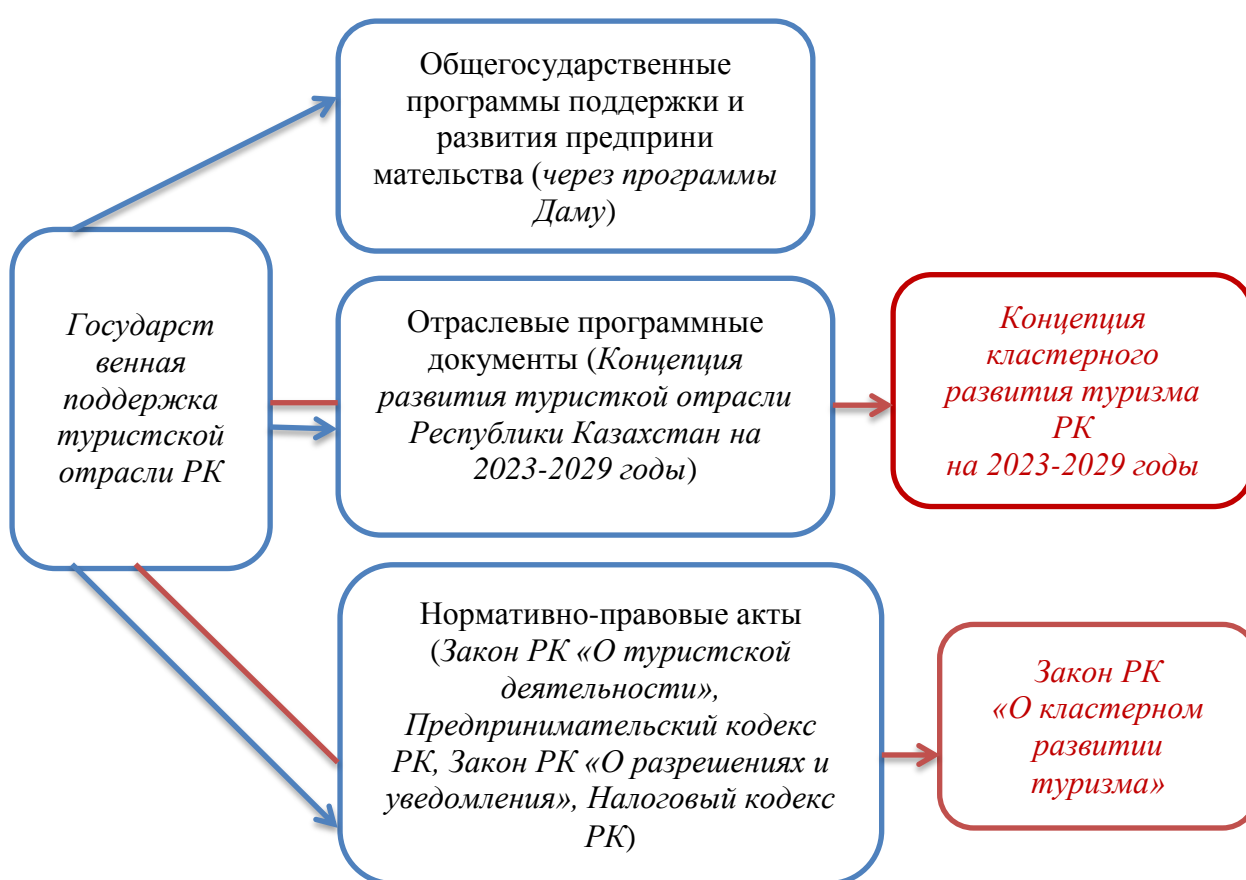 Общегосударственные
программы поддержки и
развития предприни
мательства (через программы
Даму)
Государст
венная
поддержка
туристской
отрасли РК
Отраслевые программные
документы (Концепция
развития туристкой отрасли
Республики Казахстан на
2023-2029 годы)
Концепция
кластерного
развития туризма
РК
на 2023-2029 годы
Нормативно-правовые акты
(Закон РК «О туристской
деятельности»,
Предпринимательский кодекс
РК, Закон РК «О разрешениях и
уведомления», Налоговый кодекс
РК)
Закон РК
«О кластерном
развитии
туризма»